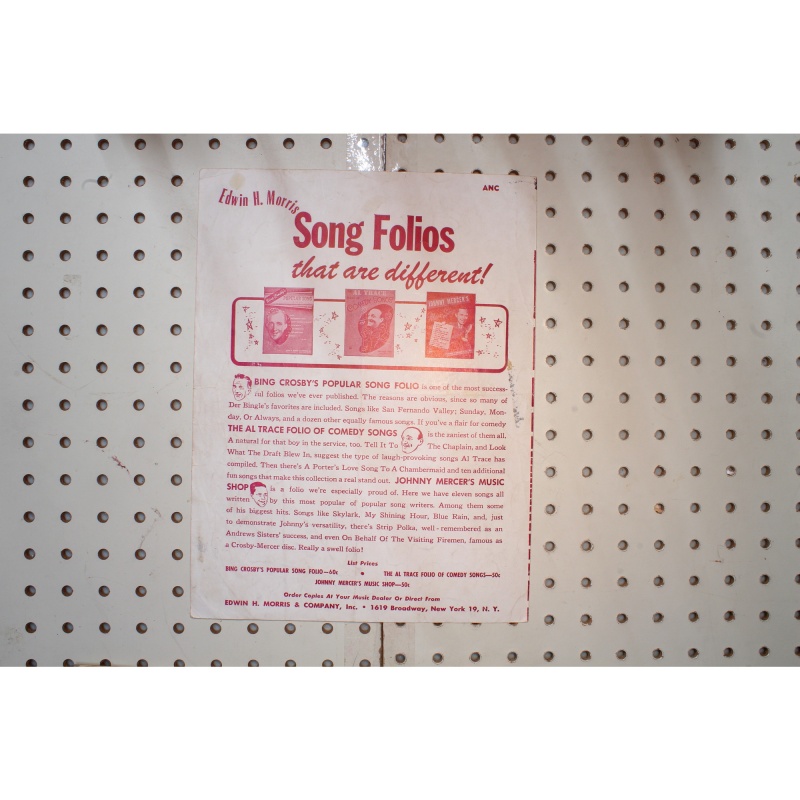 ANC
Edwin H. Morris
Song Folios
that are different!
AL TRACE
JOHNNY MERCER'S
BING CROSBY'S POPULAR SONG FOLIO is one of the most success-
ful folios we've ever published. The reasons are obvious, since so many of
Der Bingle's favorites are included. Songs like San Fernando Valley; Sunday, Mon-
day, Or Always, and a dozen other equally famous songs. If you've a flair for comedy
THE AL TRACE FOLIO OF COMEDY SONGS is the zaniest of them all.
A natural for that boy in the service, too. Tell It To The Chaplain, and Look
What The Draft Blew In, suggest the type of laugh-provoking songs Al Trace has
compiled. Then there's A Porter's Love Song To A Chambermaid and ten additional
fun songs that make this collection a real stand out. JOHNNY MERCER'S MUSIC
SHOP is a folio we're especially proud of. Here we have eleven songs all
written by this most popular of popular song writers. Among them some
of his biggest hits. Songs like Skylark, My Shining Hour, Blue Rain, and, just
to demonstrate Johnny's versatility, there's Strip Polka, well-remembered as an
Andrews Sisters' success, and even On Behalf Of The Visiting Firemen, famous as
a Crosby-Mercer disc. Really a swell folio!
List Prices
BING CROSBY'S POPULAR SONG FOLIO—60c • THE AL TRACE FOLIO OF COMEDY SONGS—50c
JOHNNY MERCER'S MUSIC SHOP—50c
Order Copies At Your Music Dealer Or Direct From
EDWIN H. MORRIS & COMPANY, Inc. • 1619 Broadway, New York 19, N. Y.